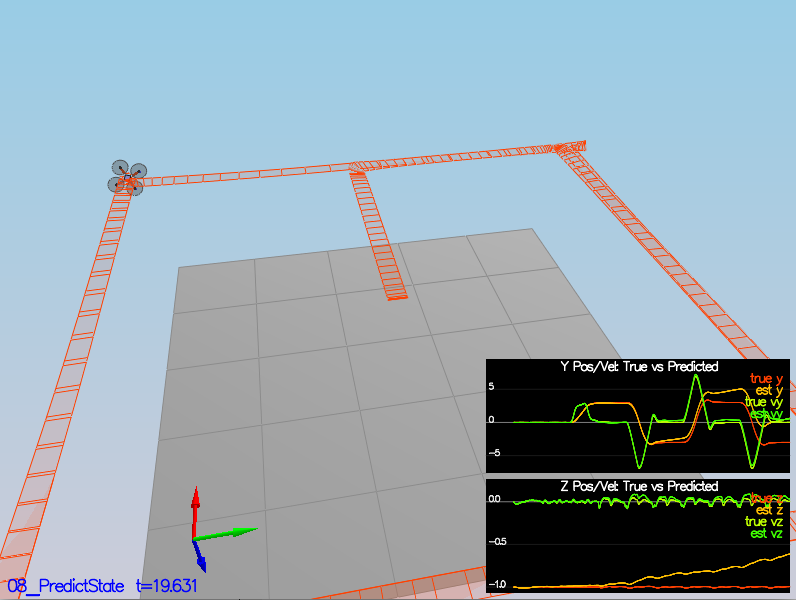 Y Pos/Vel: True vs Predicted
true y
est y
true vy
est vy
5
0
-5
Z Pos/Vel: True vs Predicted
true z
est z
true vz
est vz
0.0
-0.5
-1.0
08_PredictState t=19.631